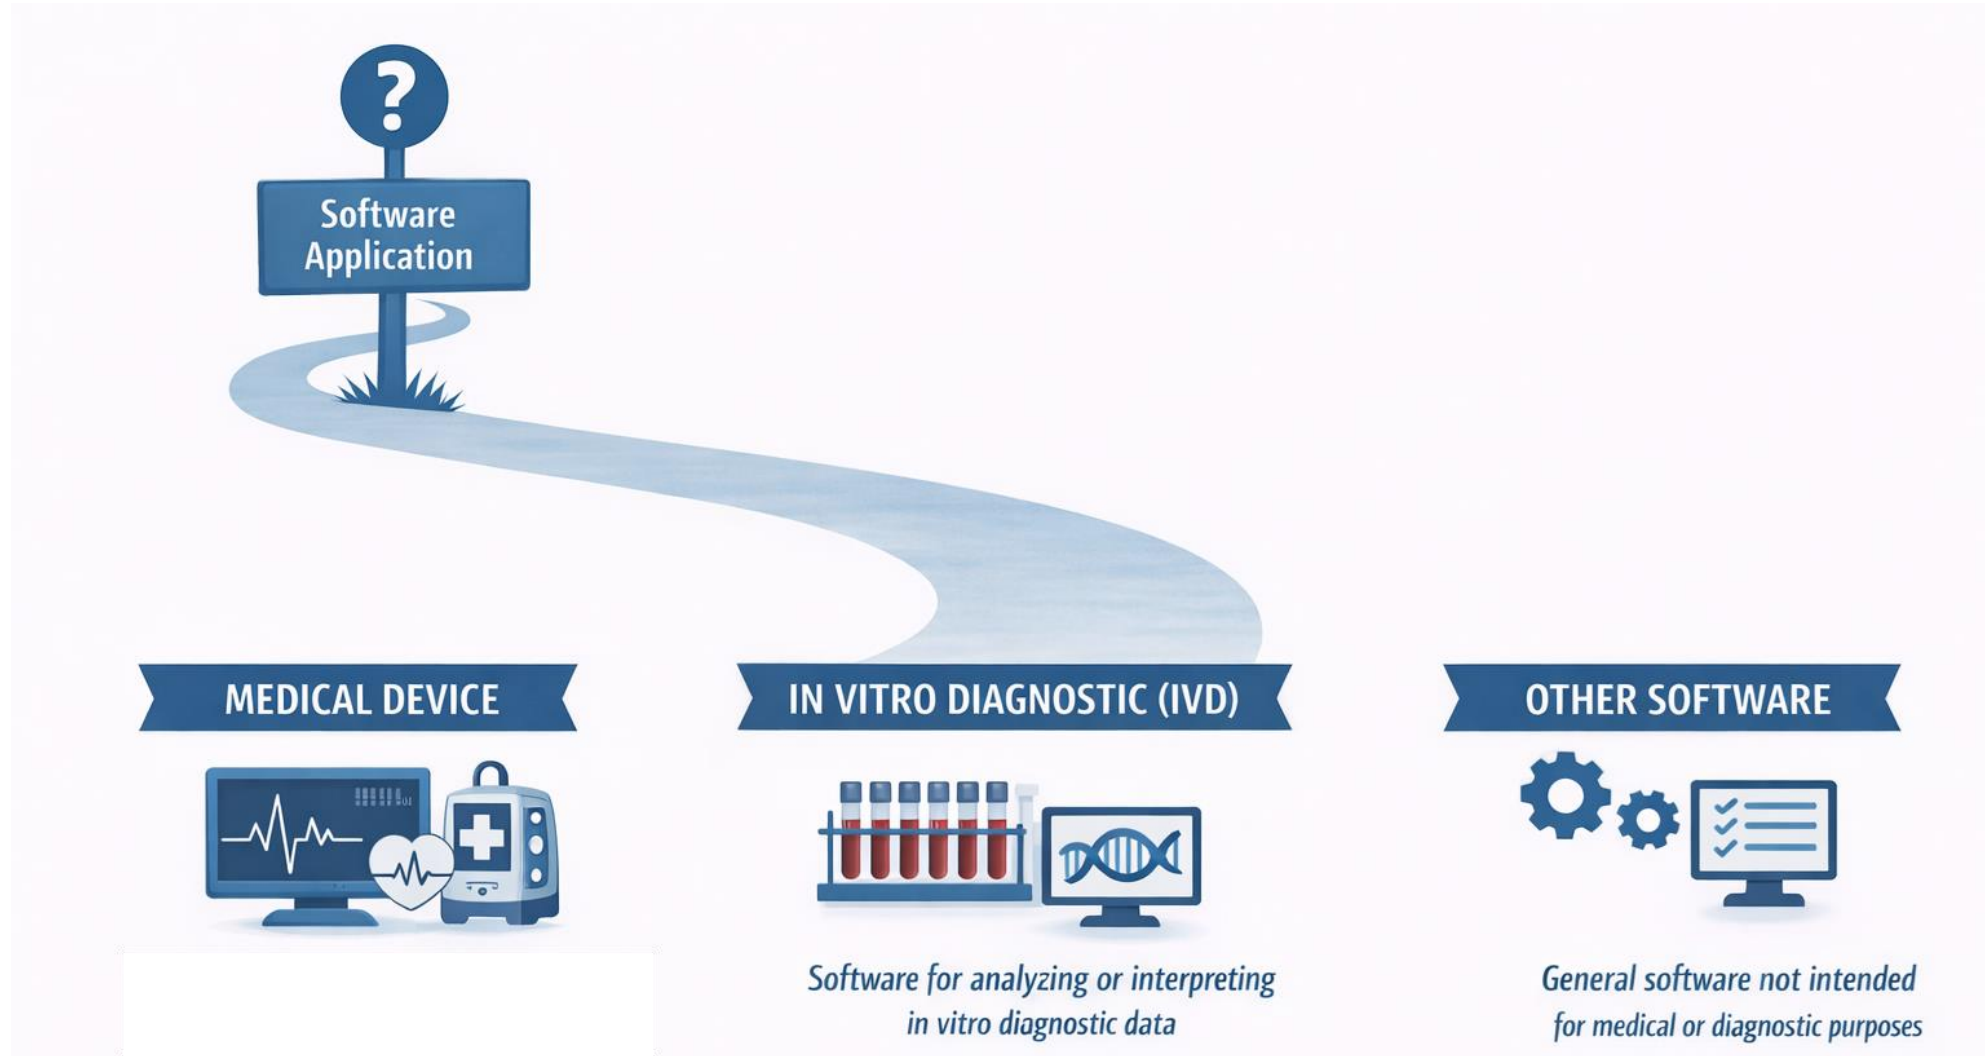 ?
Software
Application
MEDICAL DEVICE
IN VITRO DIAGNOSTIC (IVD)
OTHER SOFTWARE
Software for analyzing or interpreting
in vitro diagnostic data
General software not intended
for medical or diagnostic purposes